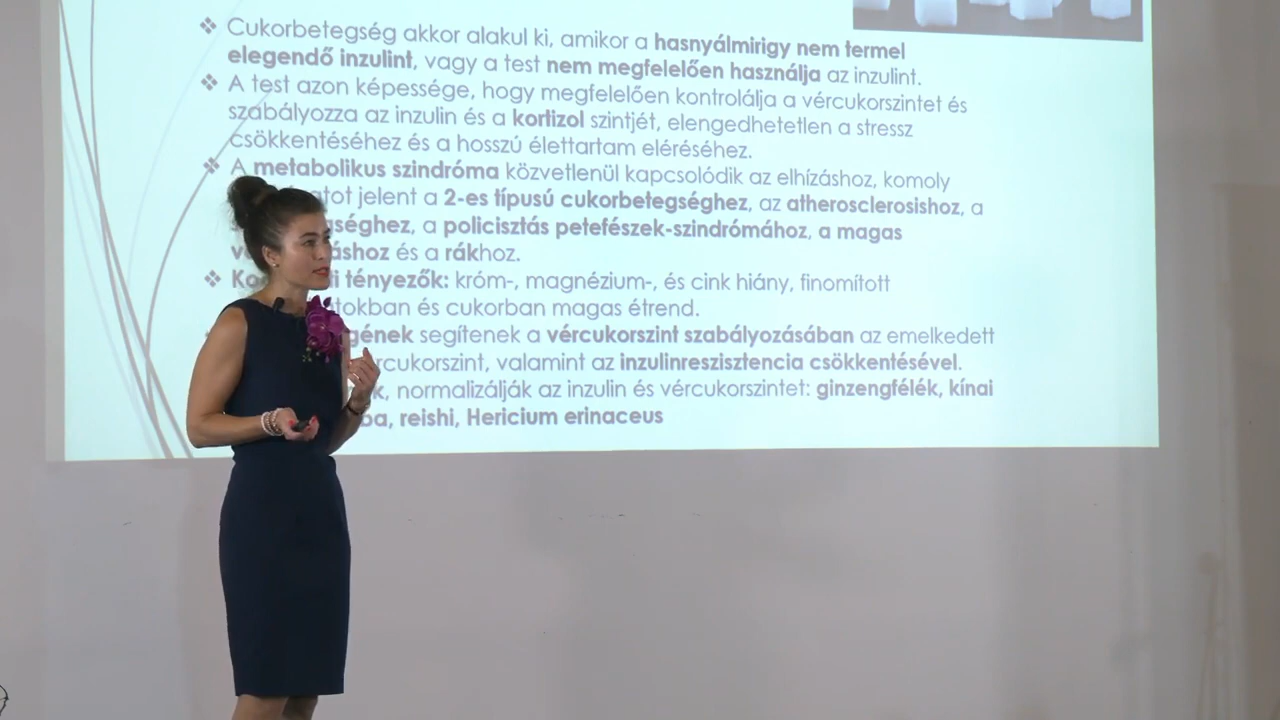 ❖ Cukorbetegség akkor alakul ki, amikor a hasnyálmirigy nem termel
elegendő inzulint, vagy a test nem megfelelően használja az inzulint.
❖ A test azon képessége, hogy megfelelően kontrolálja a vércukorszintet és
szabályozza az inzulin és a kortizol szintjét, elengedhetetlen a stressz
csökkentéséhez és a hosszú élettartam eléréséhez.
❖ A metabolikus szindróma közvetlenül kapcsolódik az elhízáshoz, komoly
jelent a 2-es típusú cukorbetegséghez, az atherosclerosishoz, a
a policisztás petefészek-szindrómához, a magas
és a rákhoz.
❖ tényezők: króm-, magnézium-, és cink hiány, finomított
és cukorban magas étrend.
segítenek a vércukorszint szabályozásában az emelkedett
valamint az inzulinreszisztencia csökkentésével.
normalizálják az inzulin és vércukorszintet: ginzengfélék, kínai
reishi, Hericium erinaceus